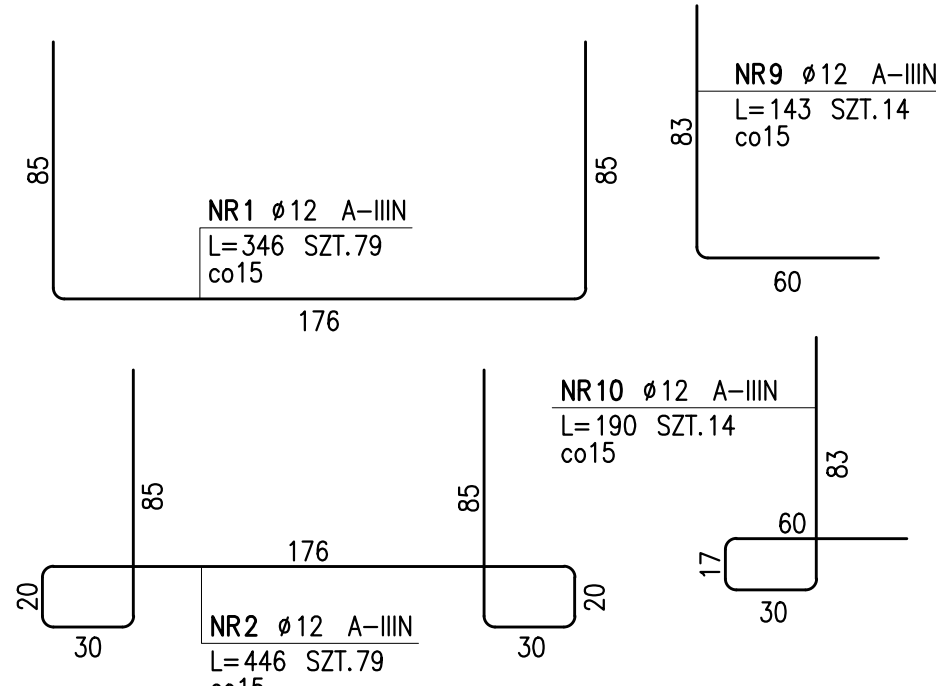 NR1 ø12 A-IIIN
L=346 SZT.79
co15
85
85
176
NR9 ø12 A-IIIN
L=143 SZT.14
co15
83
60
NR2 ø12 A-IIIN
L=446 SZT.79
co15
85
85
176
20
20
30
30
NR10 ø12 A-IIIN
L=190 SZT.14
co15
83
60
17
30